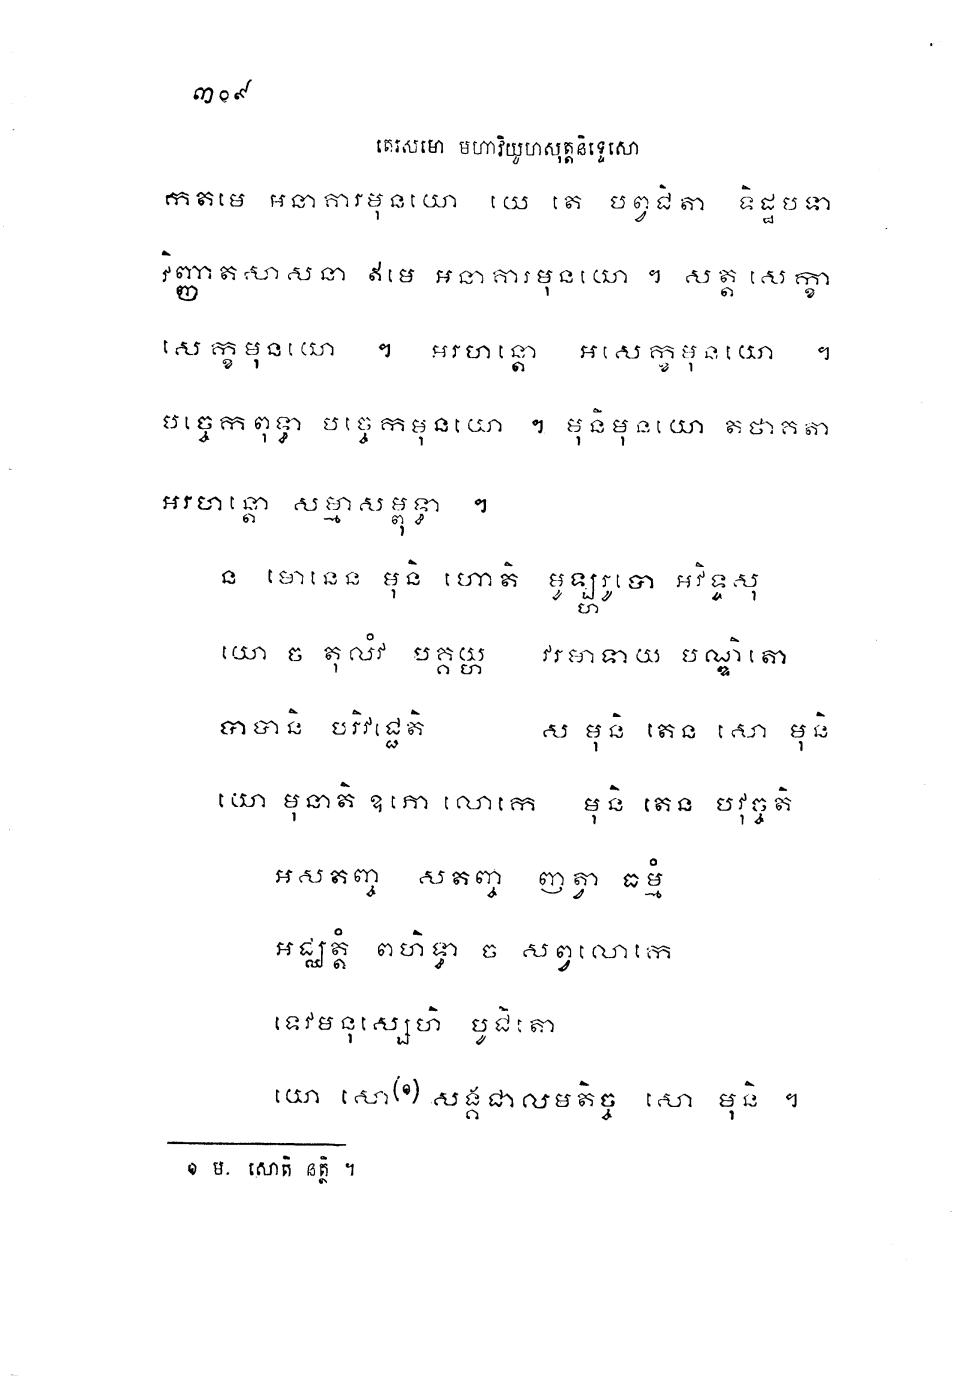 ៣០៩
តេរសមោ មហាវិយូហសុត្តនិទ្ទេសោ
កតមេ អនាគារមុនយោ យេ តេ បព្វជិតា ទិដ្ឋបទា
វិញ្ញាតសាសនា ឥមេ អនាគារមុនយោ ។ សត្ត សេក្ខា
សេក្ខមុនយោ ។ អរហន្តោ អសេក្ខមុនយោ ។
បច្ចេកពុទ្ធា បច្ចេកមុនយោ ។ មុនិមុនយោ តថាគតា
អរហន្តោ សម្មាសម្ពុទ្ធា ។
ន មោនេន មុនិ ហោតិ មូឡ្ហរូបោ អវិទ្ទសុ
យោ ច តុលំវ បគ្គយ្ហ វរមាទាយ បណ្ឌិតោ
បាបានិ បរិវជ្ជេតិ ស មុនិ តេន សោ មុនិ
យោ មុនាតិ ឧភោ លោកេ មុនិ តេន បវុច្ចតិ
អសតញ្ច សតញ្ច ញត្វា ធម្មំ
អជ្ឈត្តំ ពហិទ្ធា ច សព្វលោកេ
ទេវមនុស្សេហិ បូជិតោ
យោ សោ(១) សង្គជាលមតិច្ច សោ មុនិ ។
១ ម. សោតិ នត្ថិ ។